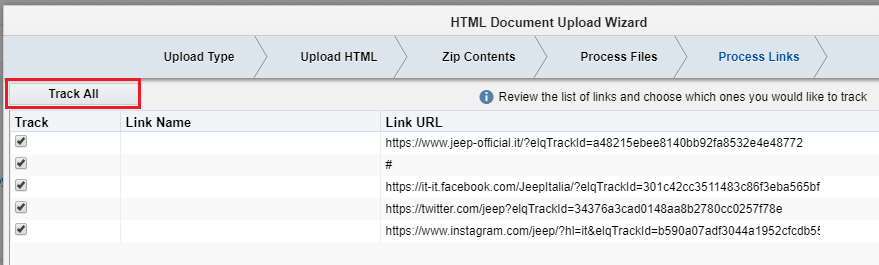 HTML Document Upload Wizard
Upload Type Upload HTML Zip Contents Process Files Process Links
Track All
Review the list of links and choose which ones you would like to track
Track Link Name Link URL
https://www.jeep-official.it/?elqTrackId=a48215ebee8140bb92fa8532e4e48772
#
https://it-it.facebook.com/JeepItalia/?elqTrackId=301c42cc3511483c86f3eba565bf
https://twitter.com/jeep?elqTrackId=34376a3cad0148aa8b2780cc0257f78e
https://www.instagram.com/jeep/?hl=it&elqTrackId=b590a07adf3044a1952cfcdb55